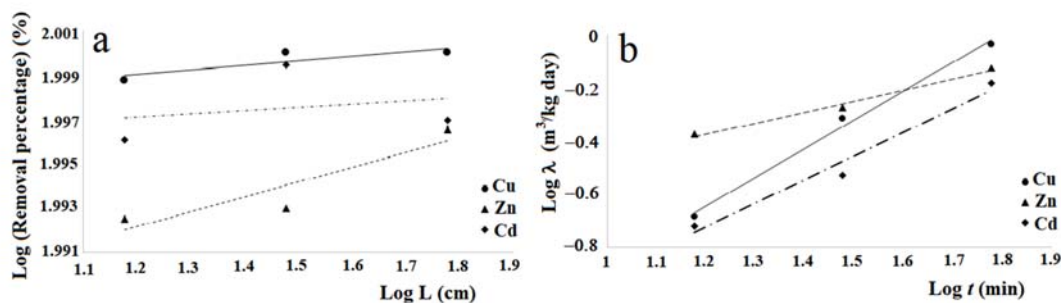 a
Log (Removal percentage) (%)
2.001
1.999
1.997
1.995
1.993
1.991
1.1 1.2 1.3 1.4 1.5 1.6 1.7 1.8 1.9
Log L (cm)
Cu
Zn
Cd
b
Log λ (m³/kg day)
0
−0.2
−0.4
−0.6
−0.8
1 1.1 1.2 1.3 1.4 1.5 1.6 1.7 1.8 1.9
Log t (min)
Cu
Zn
Cd